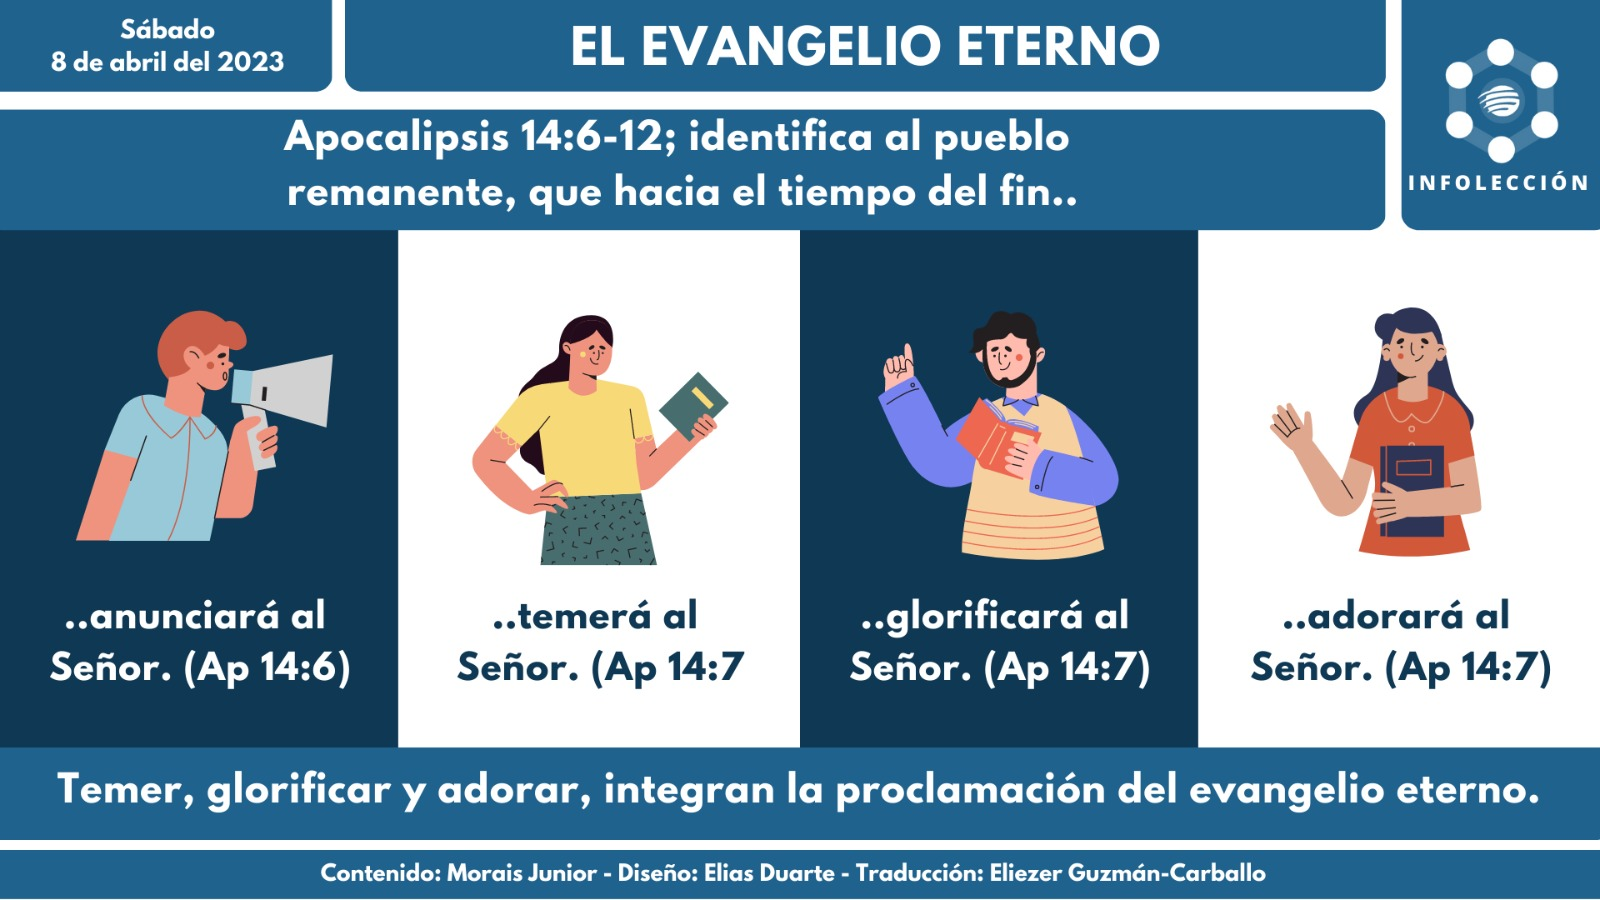 Sábado
8 de abril del 2023
EL EVANGELIO ETERNO
INFOLECCIÓN
Apocalipsis 14:6-12; identifica al pueblo
remanente, que hacia el tiempo del fin..
..anunciará al
Señor. (Ap 14:6)
..temerá al
Señor. (Ap 14:7
..glorificará al
Señor. (Ap 14:7)
..adorará al
Señor. (Ap 14:7)
Temer, glorificar y adorar, integran la proclamación del evangelio eterno.
Contenido: Morais Junior - Diseño: Elias Duarte - Traducción: Eliezer Guzmán-Carballo